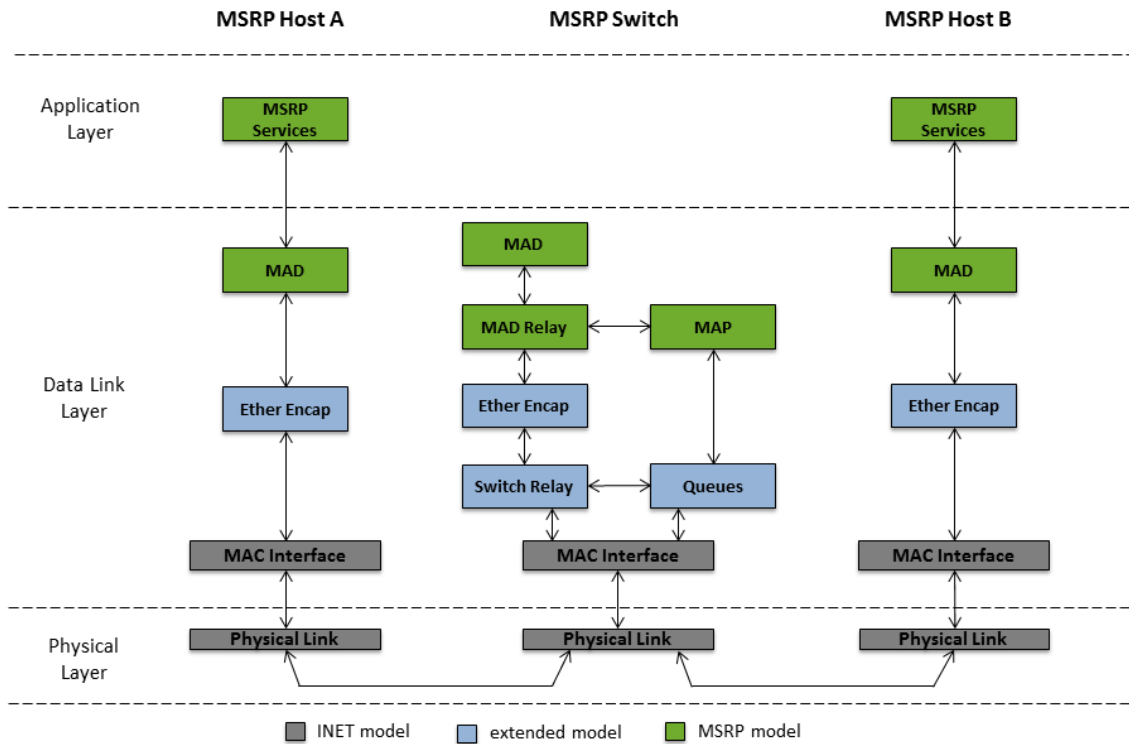 MSRP Host A
MSRP Switch
MSRP Host B
Application
Layer
MSRP
Services
MSRP
Services
Data Link
Layer
MAD
MAD
MAD
MAD Relay
MAP
Ether Encap
Ether Encap
Ether Encap
Switch Relay
Queues
MAC Interface
MAC Interface
MAC Interface
Physical
Layer
Physical Link
Physical Link
Physical Link
INET model
extended model
MSRP model